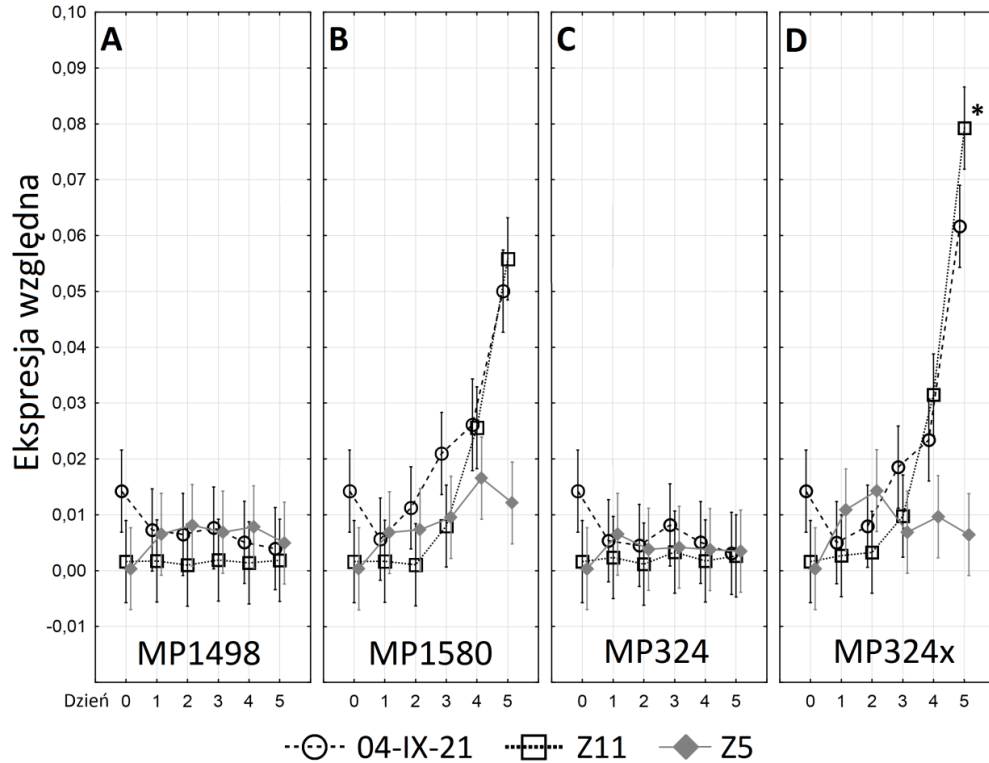 Ekspresja względna
0,10
0,09
0,08
0,07
0,06
0,05
0,04
0,03
0,02
0,01
0,00
-0,01
A
MP1498
B
MP1580
C
MP324
D
*
MP324x
Dzień 0 1 2 3 4 5 0 1 2 3 4 5 0 1 2 3 4 5 0 1 2 3 4 5
04-IX-21 Z11 Z5